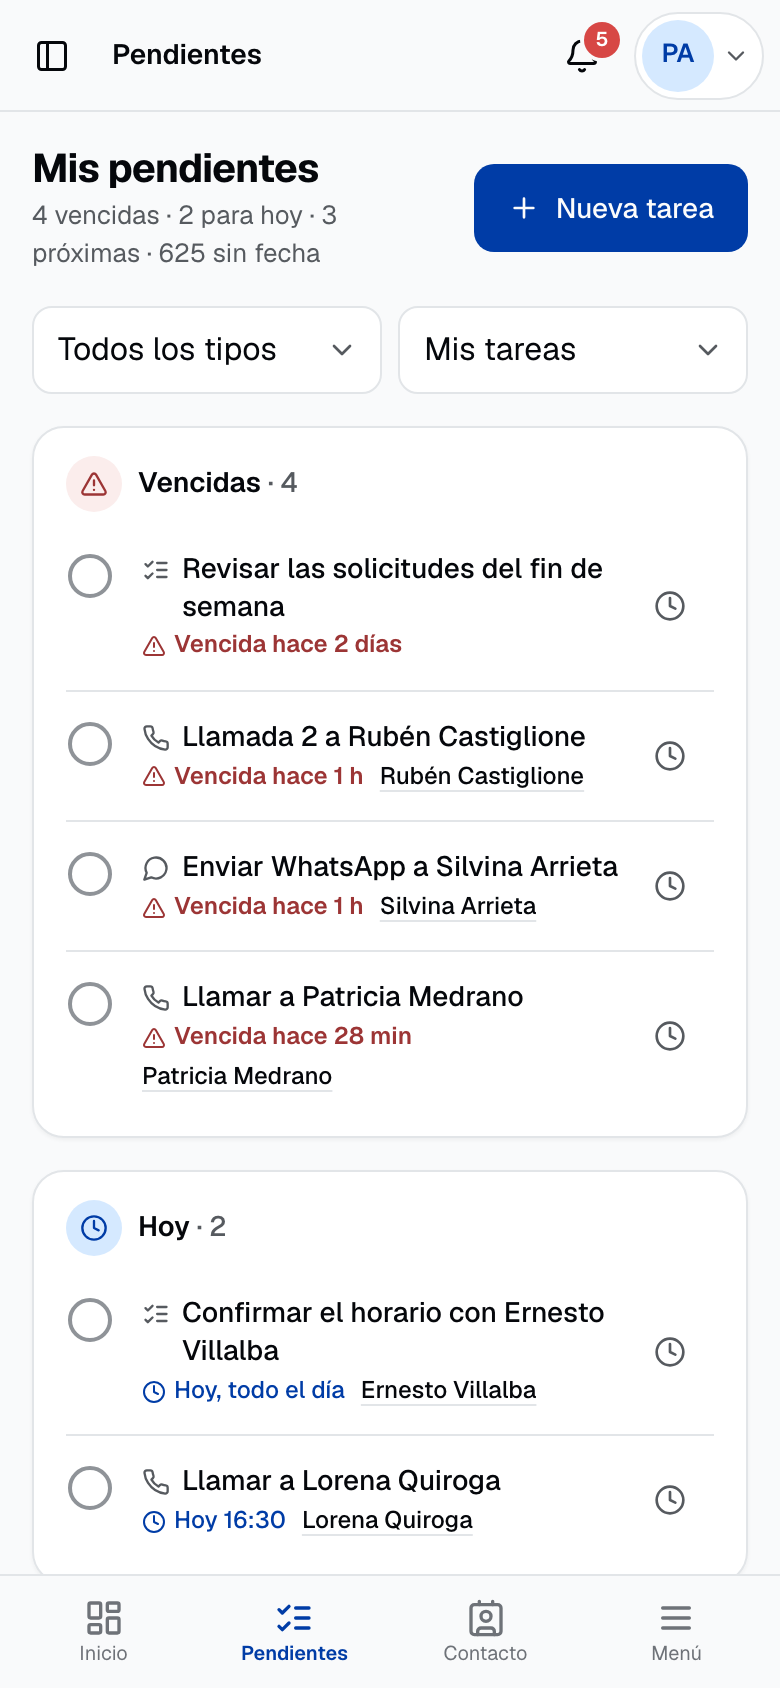 Pendientes
5
PA
Mis pendientes
4 vencidas · 2 para hoy · 3
próximas · 625 sin fecha
Nueva tarea
Todos los tipos
Mis tareas
Vencidas · 4
Revisar las solicitudes del fin de
semana
Vencida hace 2 días
Llamada 2 a Rubén Castiglione
Vencida hace 1 h Rubén Castiglione
Enviar WhatsApp a Silvina Arrieta
Vencida hace 1 h Silvina Arrieta
Llamar a Patricia Medrano
Vencida hace 28 min
Patricia Medrano
Hoy · 2
Confirmar el horario con Ernesto
Villalba
Hoy, todo el día Ernesto Villalba
Llamar a Lorena Quiroga
Hoy 16:30 Lorena Quiroga
Inicio
Pendientes
Contacto
Menú